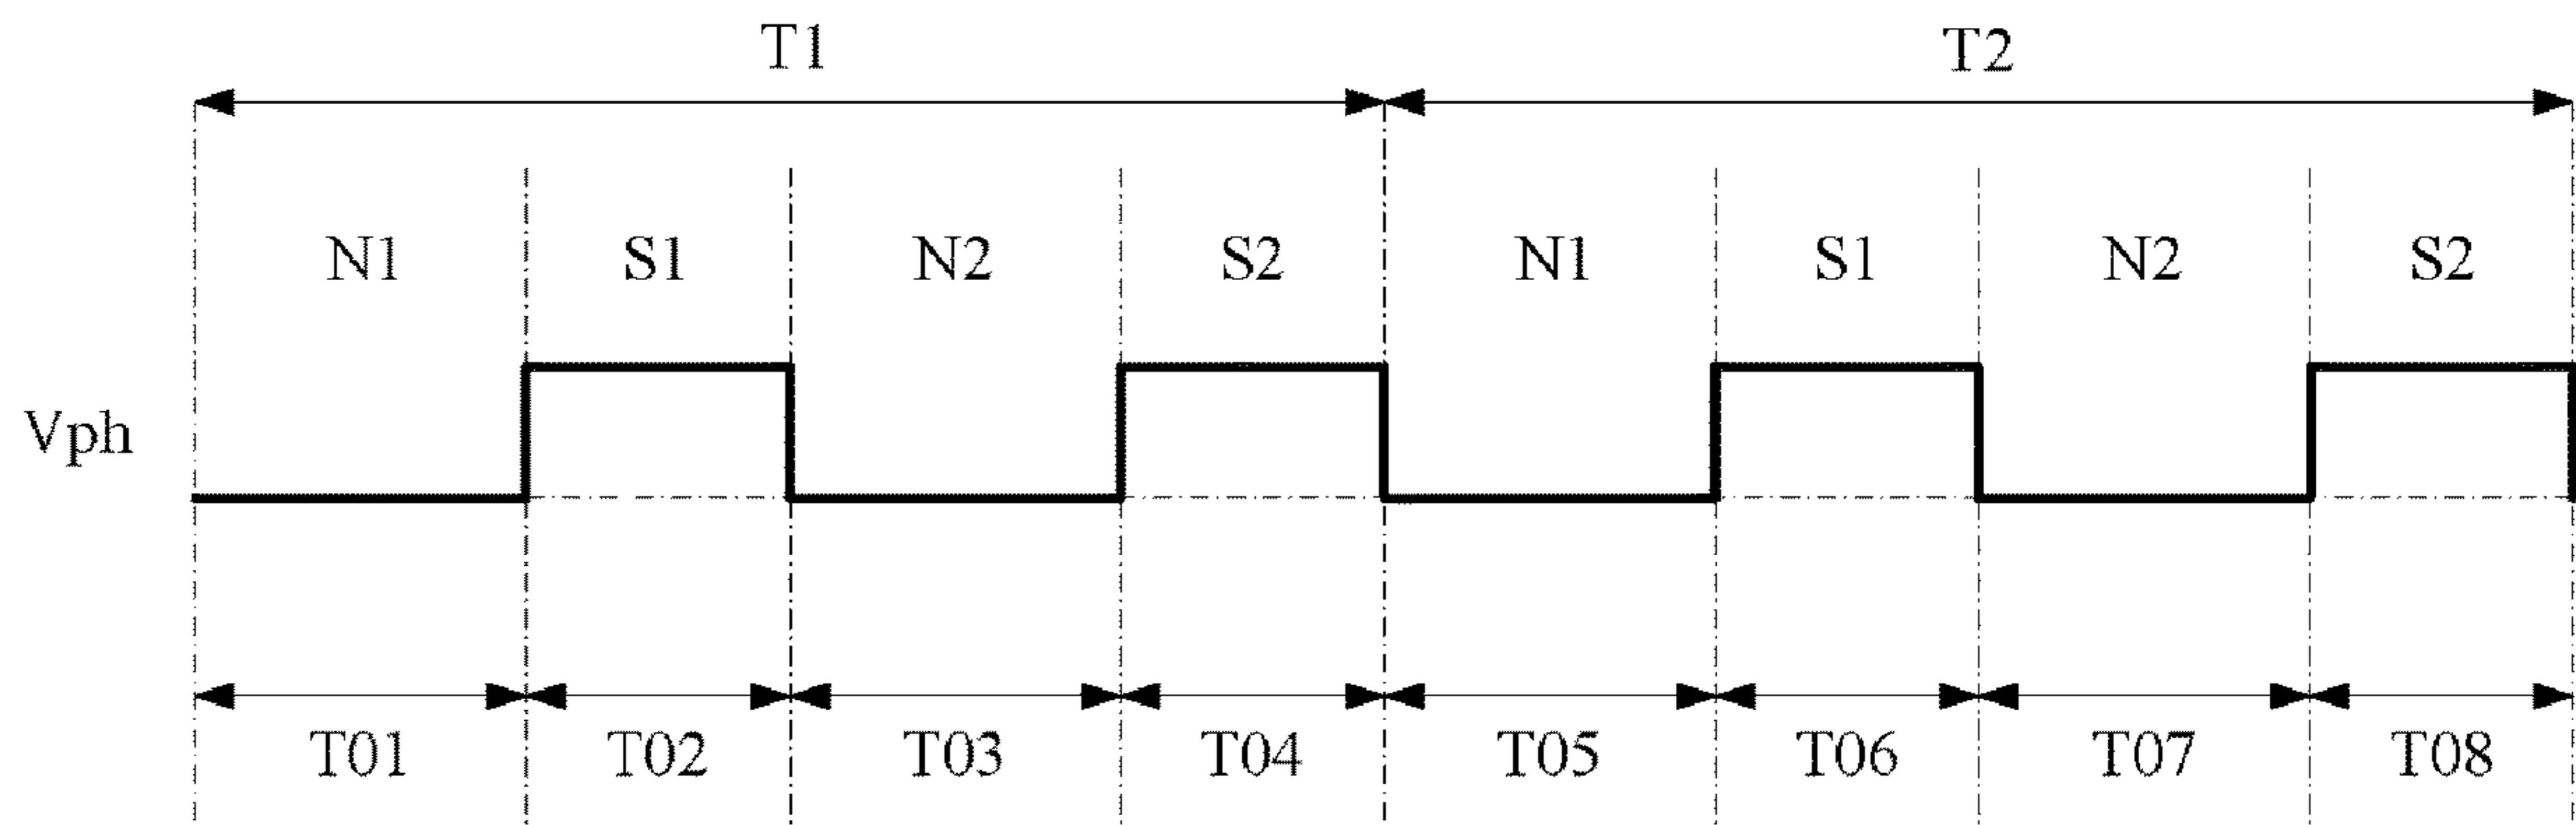 T1 T2
N1 S1 N2 S2 N1 S1 N2 S2
Vph
T01 T02 T03 T04 T05 T06 T07 T08